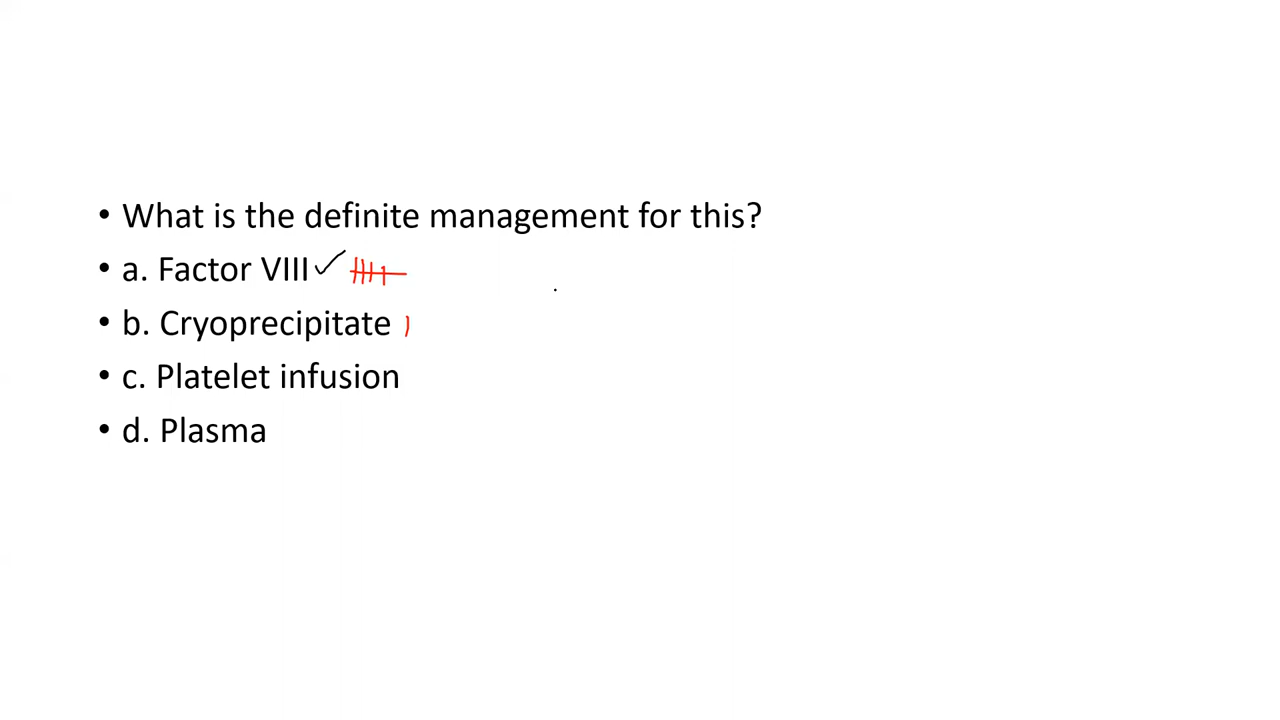 • What is the definite management for this?
• a. Factor VIII ✓
• b. Cryoprecipitate
• c. Platelet infusion
• d. Plasma